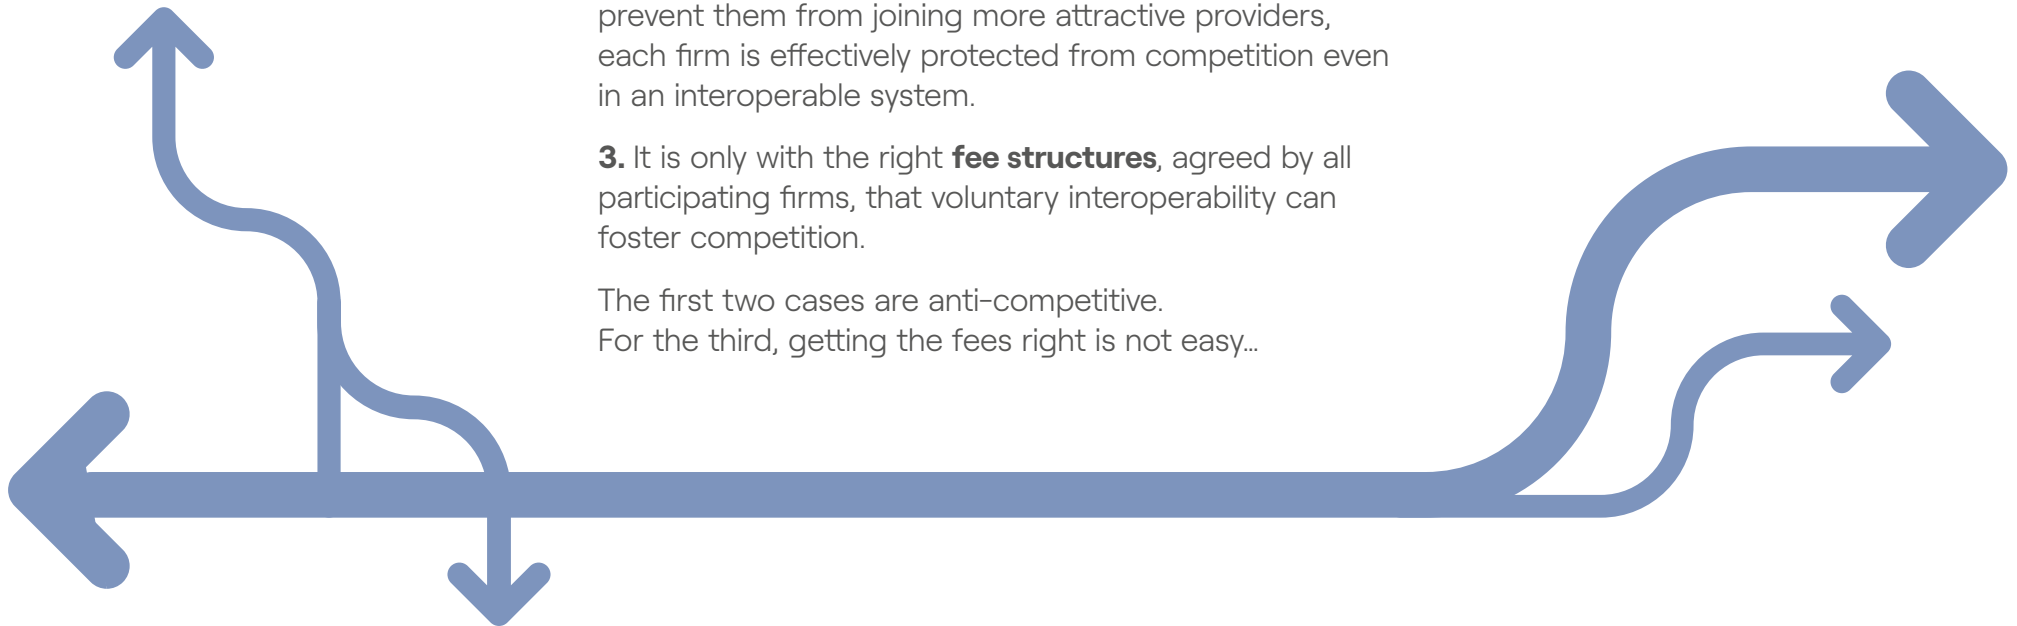 prevent them from joining more attractive providers,
each firm is effectively protected from competition even
in an interoperable system.
3. It is only with the right fee structures, agreed by all
participating firms, that voluntary interoperability can
foster competition.
The first two cases are anti-competitive.
For the third, getting the fees right is not easy...